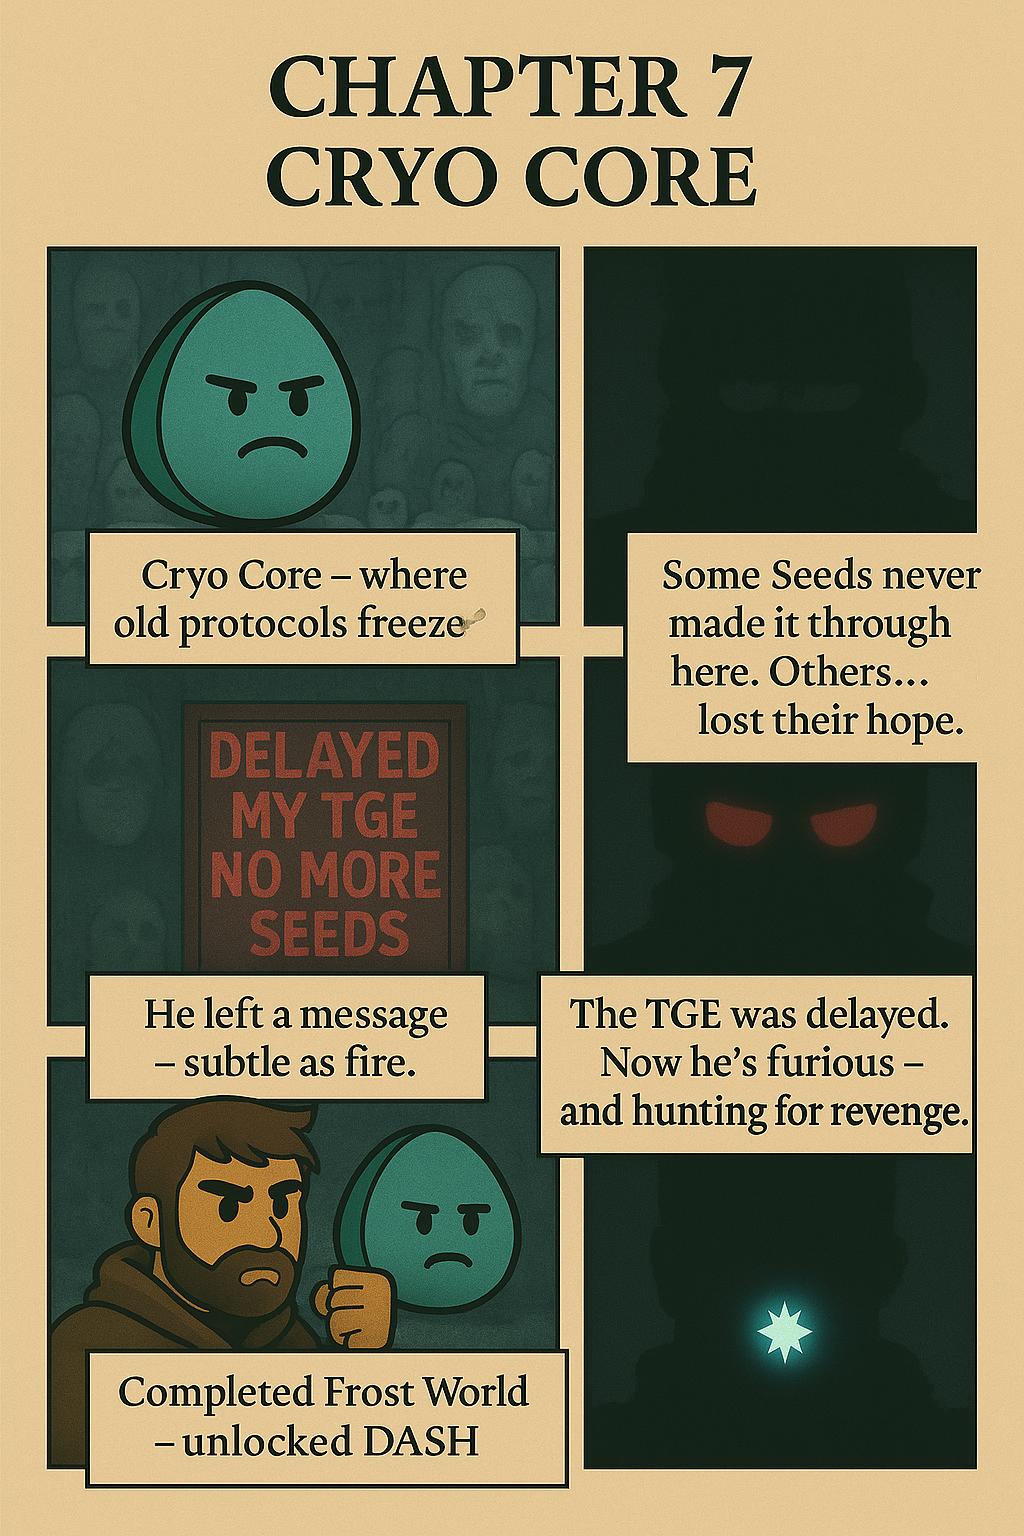 CHAPTER 7
CRYO CORE
Cryo Core – where
old protocols freeze
Some Seeds never
made it through
here. Others...
lost their hope.
DELAYED
MY TGE
NO MORE
SEEDS
He left a message
– subtle as fire.
The TGE was delayed.
Now he's furious –
and hunting for revenge.
Completed Frost World
– unlocked DASH